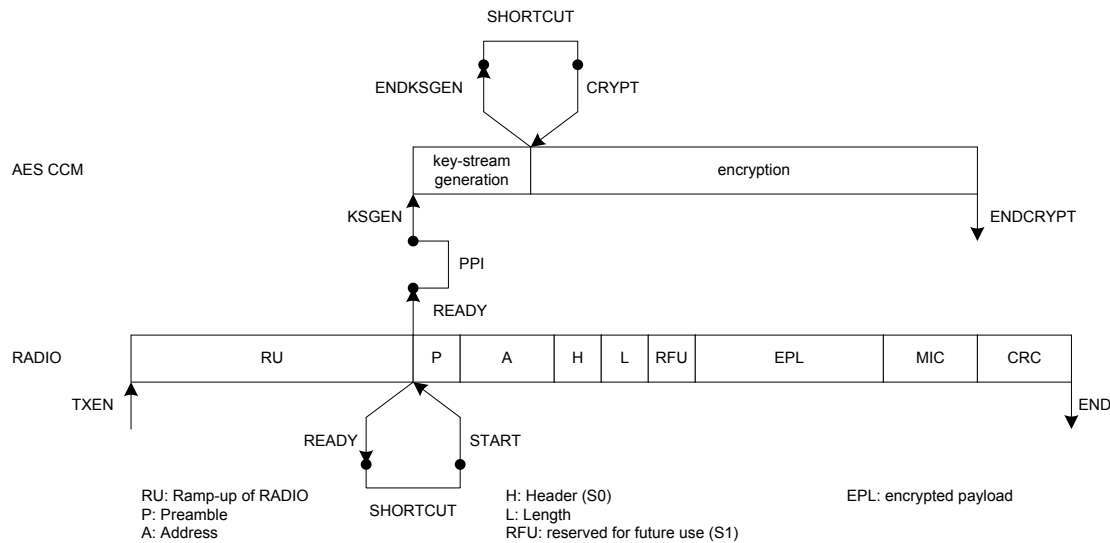 SHORTCUT
ENDKSGEN
CRYPT
AES CCM
key-stream
generation
encryption
KSGEN
ENDCRYPT
PPI
READY
RADIO
RU
P
A
H
L
RFU
EPL
MIC
CRC
TXEN
END
READY
START
SHORTCUT
RU: Ramp-up of RADIO
P: Preamble
A: Address
H: Header (S0)
L: Length
RFU: reserved for future use (S1)
EPL: encrypted payload